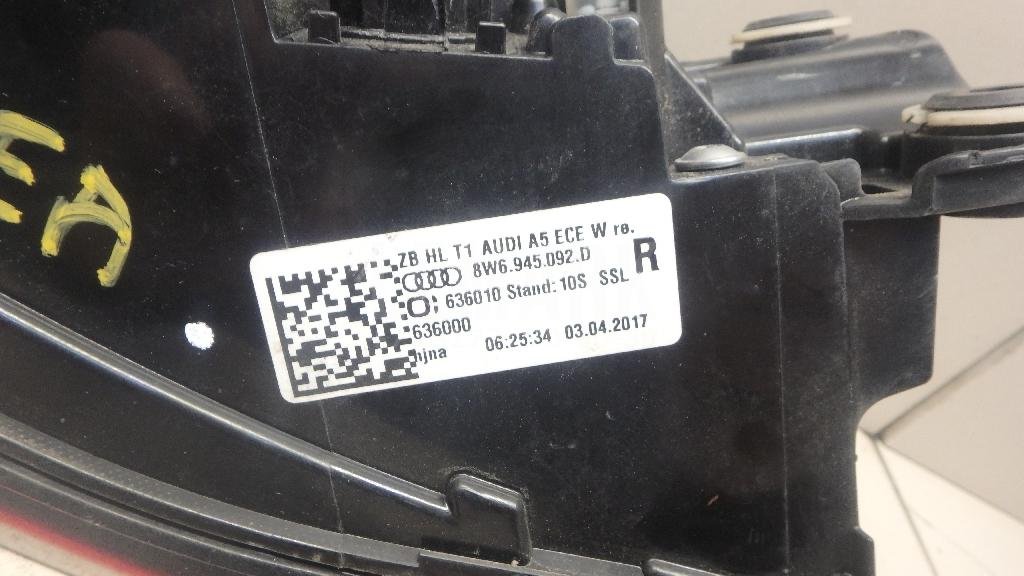 ZB HL T1 AUDI A5 ECE W re.
8W6.945.092.D R
636010 Stand: 10S SSL
636000
hjna 06:25:34 03.04.2017